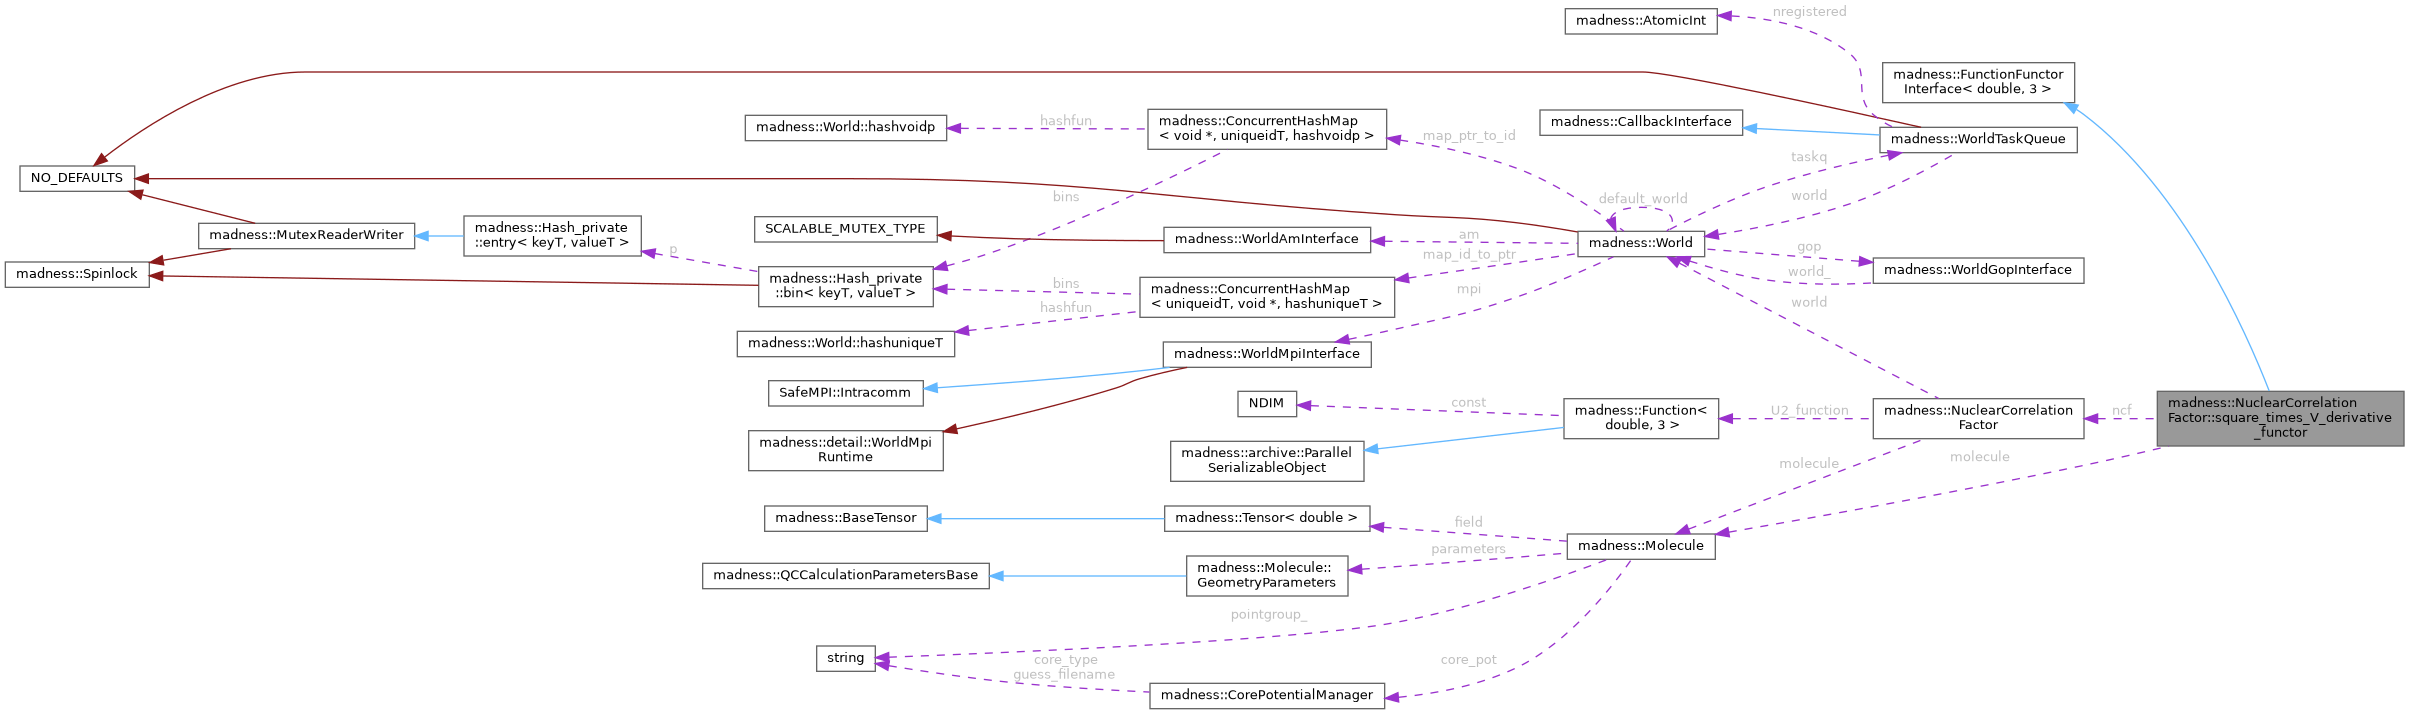 nregistered
madness::AtomicInt
madness::FunctionFunctor
Interface< double, 3 >
madness::World::hashvoidp
hashfun
madness::ConcurrentHashMap
< void *, uniqueidT, hashvoidp >
map_ptr_to_id
madness::CallbackInterface
madness::WorldTaskQueue
taskq
NO_DEFAULTS
bins
default_world
world
madness::MutexReaderWriter
madness::Hash_private
::entry< keyT, valueT >
p
SCALABLE_MUTEX_TYPE
madness::WorldAmInterface
am
madness::World
gop
map_id_to_ptr
madness::Spinlock
madness::Hash_private
::bin< keyT, valueT >
bins
hashfun
madness::ConcurrentHashMap
< uniqueidT, void *, hashuniqueT >
mpi
world_
madness::WorldGopInterface
world
madness::World::hashuniqueT
madness::WorldMpiInterface
SafeMPI::Intracomm
NDIM
const
madness::Function<
double, 3 >
U2_function
madness::NuclearCorrelation
Factor
ncf
madness::NuclearCorrelation
Factor::square_times_V_derivative
_functor
madness::detail::WorldMpi
Runtime
madness::archive::Parallel
SerializableObject
molecule
molecule
madness::BaseTensor
madness::Tensor< double >
field
madness::Molecule
parameters
madness::QCCalculationParametersBase
madness::Molecule::
GeometryParameters
pointgroup_
string
core_type
guess_filename
core_pot
madness::CorePotentialManager